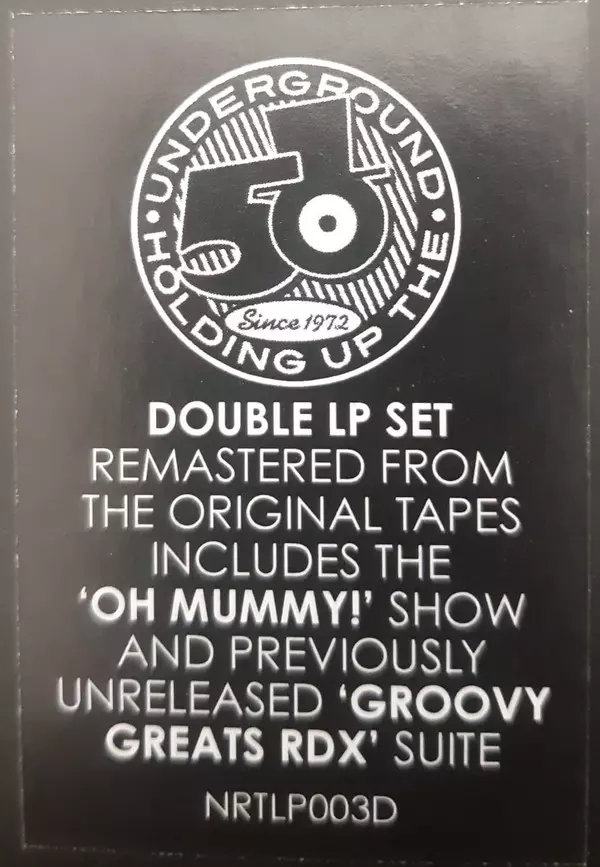 HOLDING UP THE
UNDERGROUND
50
Since 1972
DOUBLE LP SET
REMASTERED FROM
THE ORIGINAL TAPES
INCLUDES THE
‘OH MUMMY!’ SHOW
AND PREVIOUSLY
UNRELEASED ‘GROOVY
GREATS RDX’ SUITE
NRTLP003D